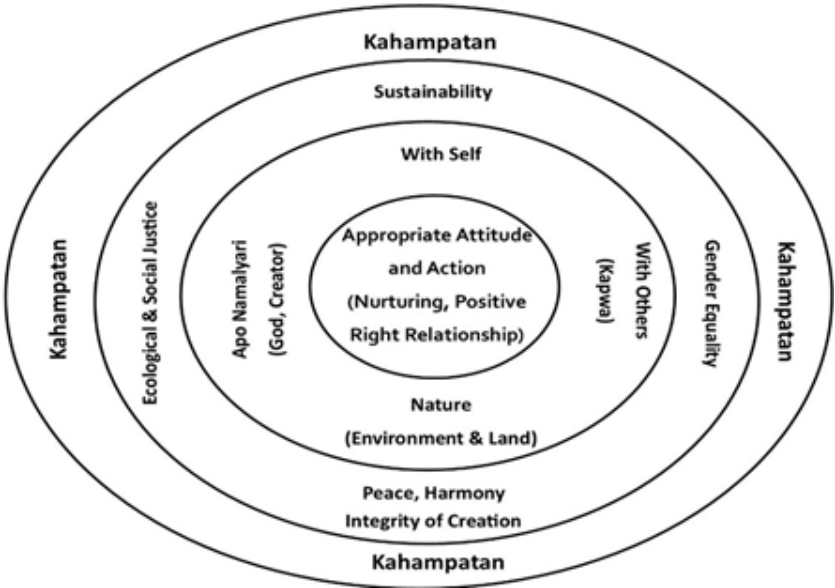 Kahampatan
Sustainability
With Self
Kahampatan
Ecological & Social Justice
Apo Namalyari
(God, Creator)
Appropriate Attitude
and Action
(Nurturing, Positive
Right Relationship)
With Others
(Kapwa)
Gender Equality
Kahampatan
Nature
(Environment & Land)
Peace, Harmony
Integrity of Creation
Kahampatan